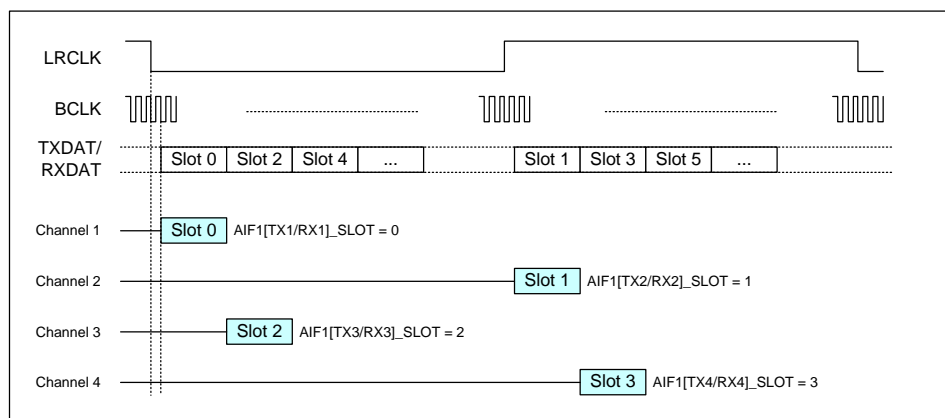 LRCLK
BCLK
TXDAT/
RXDAT
Slot 0 Slot 2 Slot 4 ... Slot 1 Slot 3 Slot 5 ...
Channel 1 Slot 0 AIF1[TX1/RX1]_SLOT = 0
Channel 2 Slot 1 AIF1[TX2/RX2]_SLOT = 1
Channel 3 Slot 2 AIF1[TX3/RX3]_SLOT = 2
Channel 4 Slot 3 AIF1[TX4/RX4]_SLOT = 3